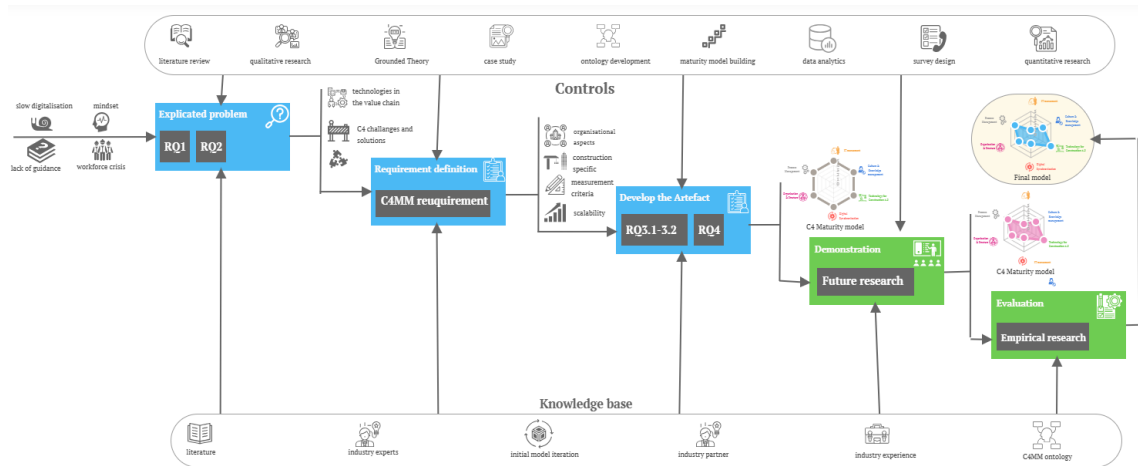 literature review
qualitative research
Grounded Theory
case study
ontology development
maturity model building
data analytics
survey design
quantitative research
Controls
slow digitalisation
mindset
lack of guidance
workforce crisis
Explicated problem
RQ1
RQ2
technologies in
the value chain
C4 challanges and
solutions
Requirement definition
C4MM reuquirement
organisational
aspects
construction
specific
measurement
criteria
scalability
Develop the Artefact
RQ3.1-3.2
RQ4
C4 Maturity model
Demonstration
Future research
C4 Maturity model
Final model
Evaluation
Empirical research
Knowledge base
literature
industry experts
initial model iteration
industry partner
industry experience
C4MM ontology